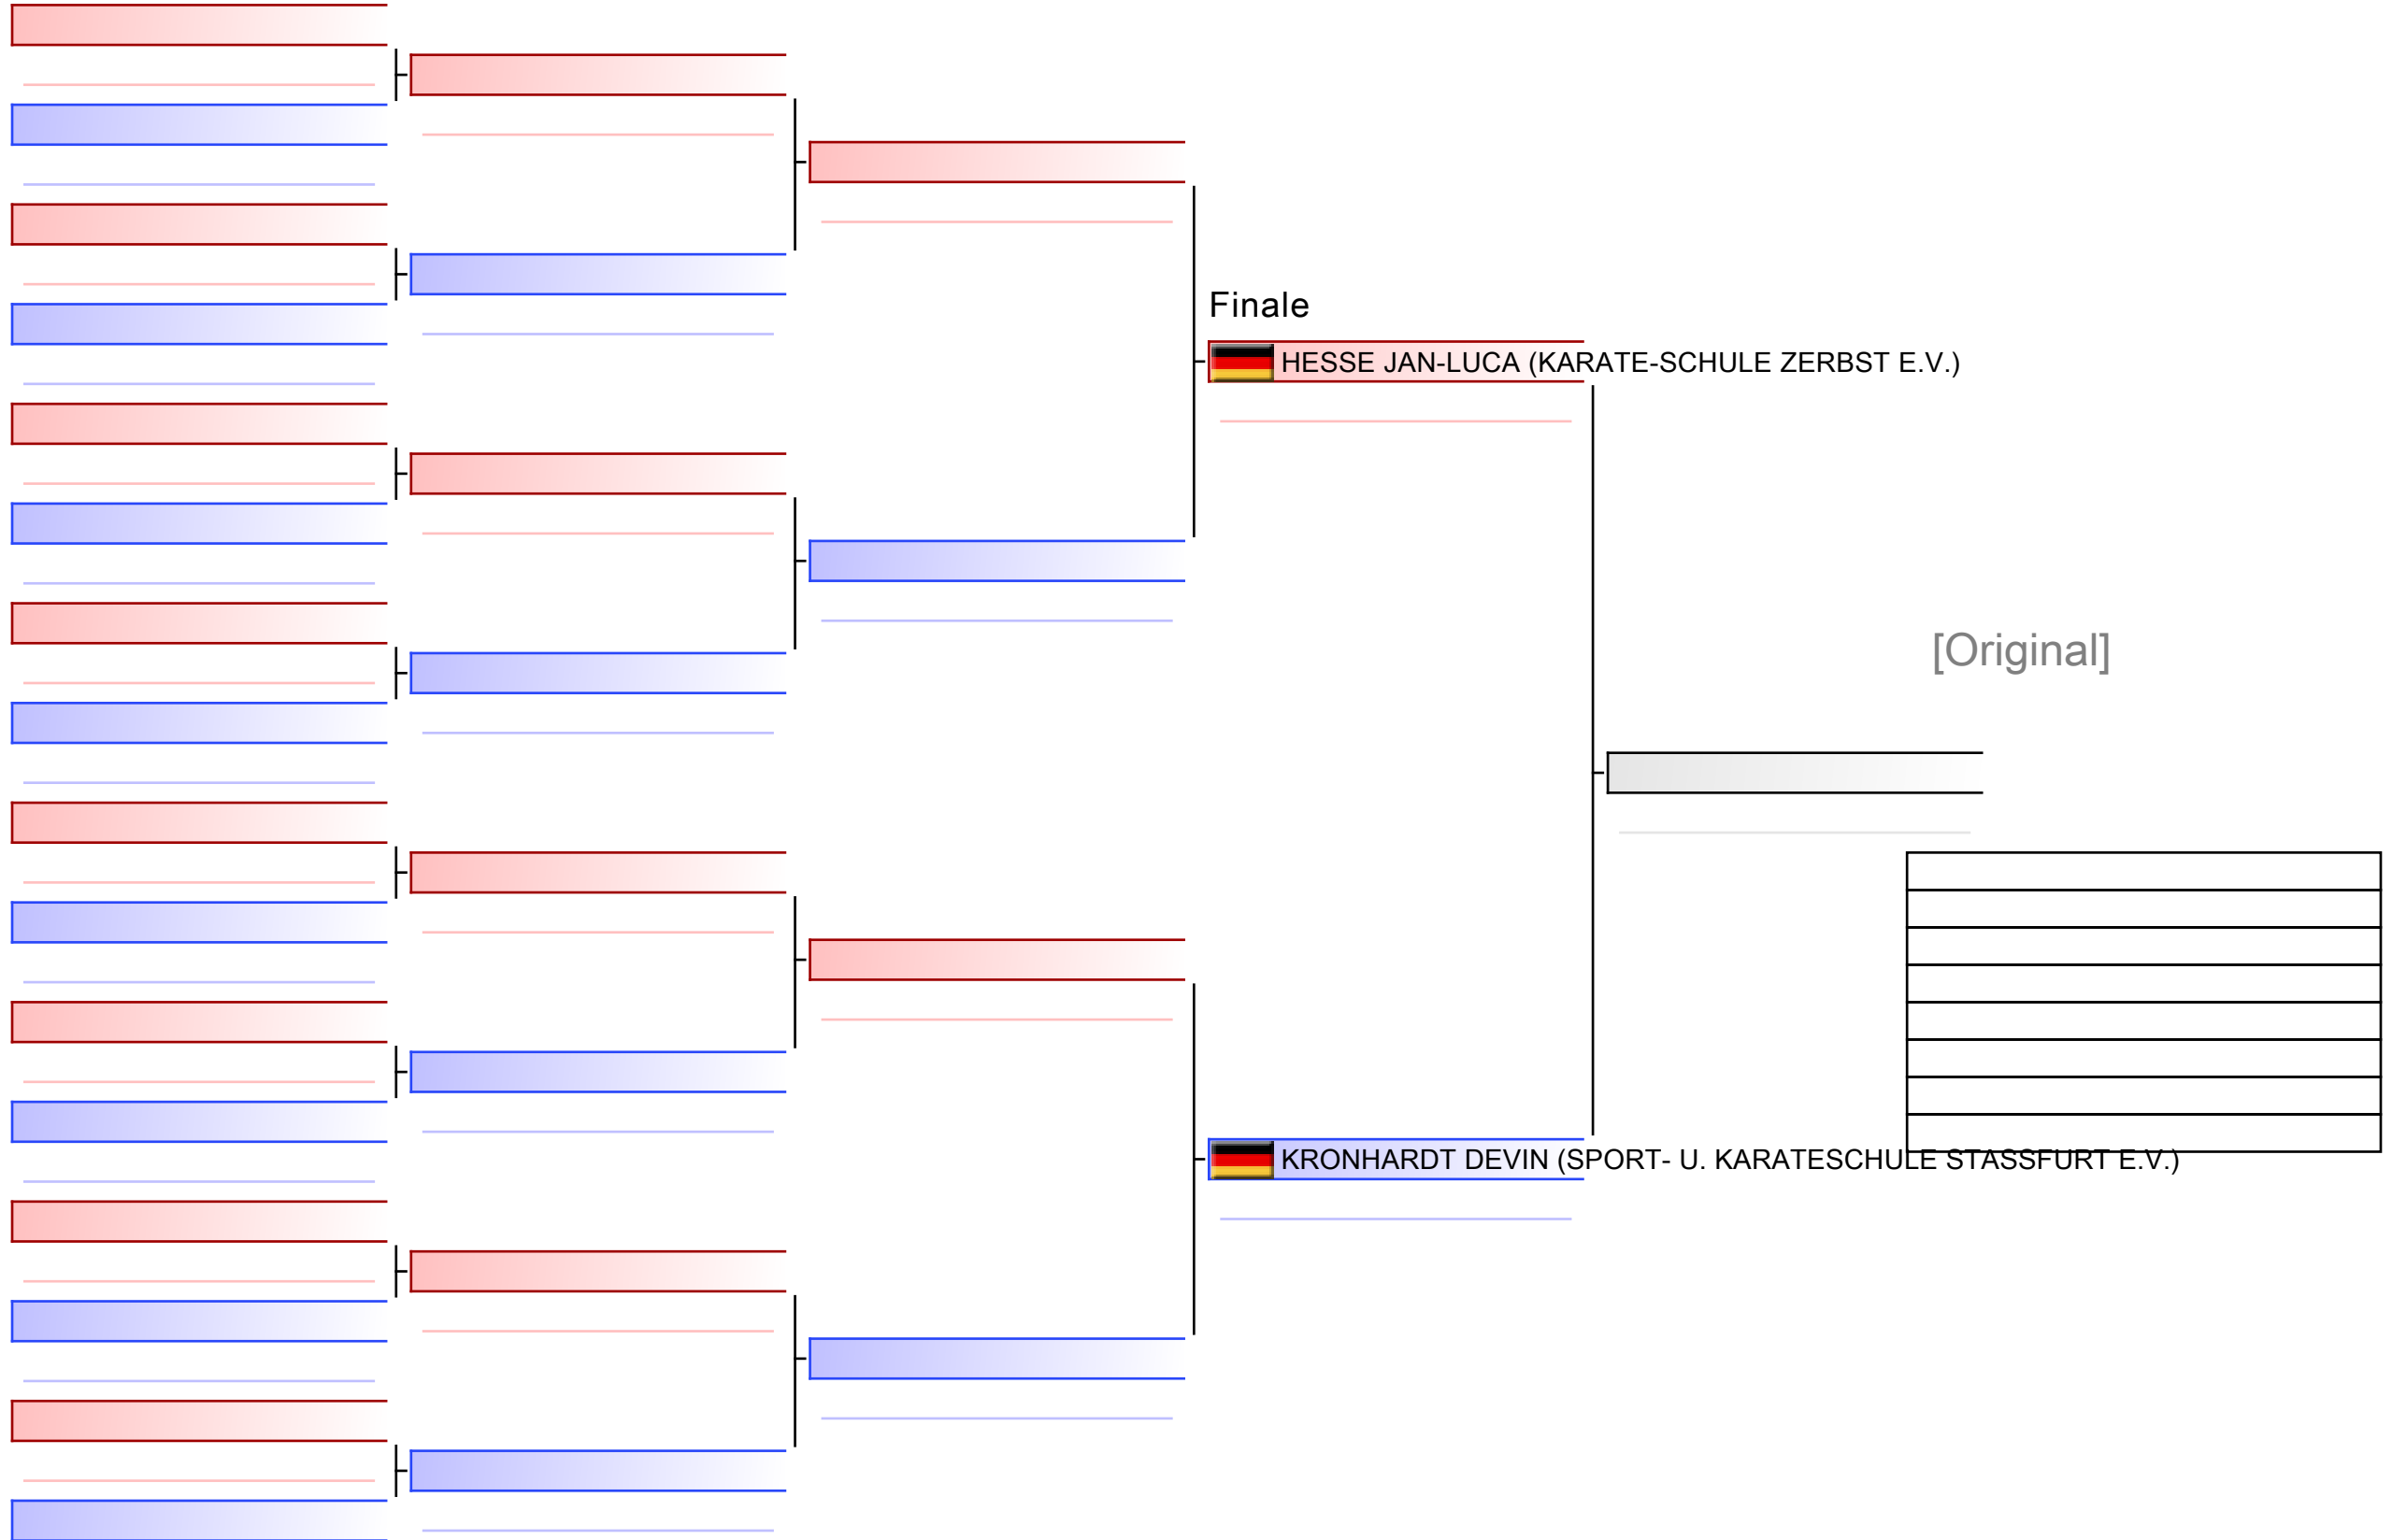 Finale
HESSE JAN-LUCA (KARATE-SCHULE ZERBST E.V.)
[Original]
KRONHARDT DEVIN (SPORT- U. KARATESCHULE STASSFURT E.V.)